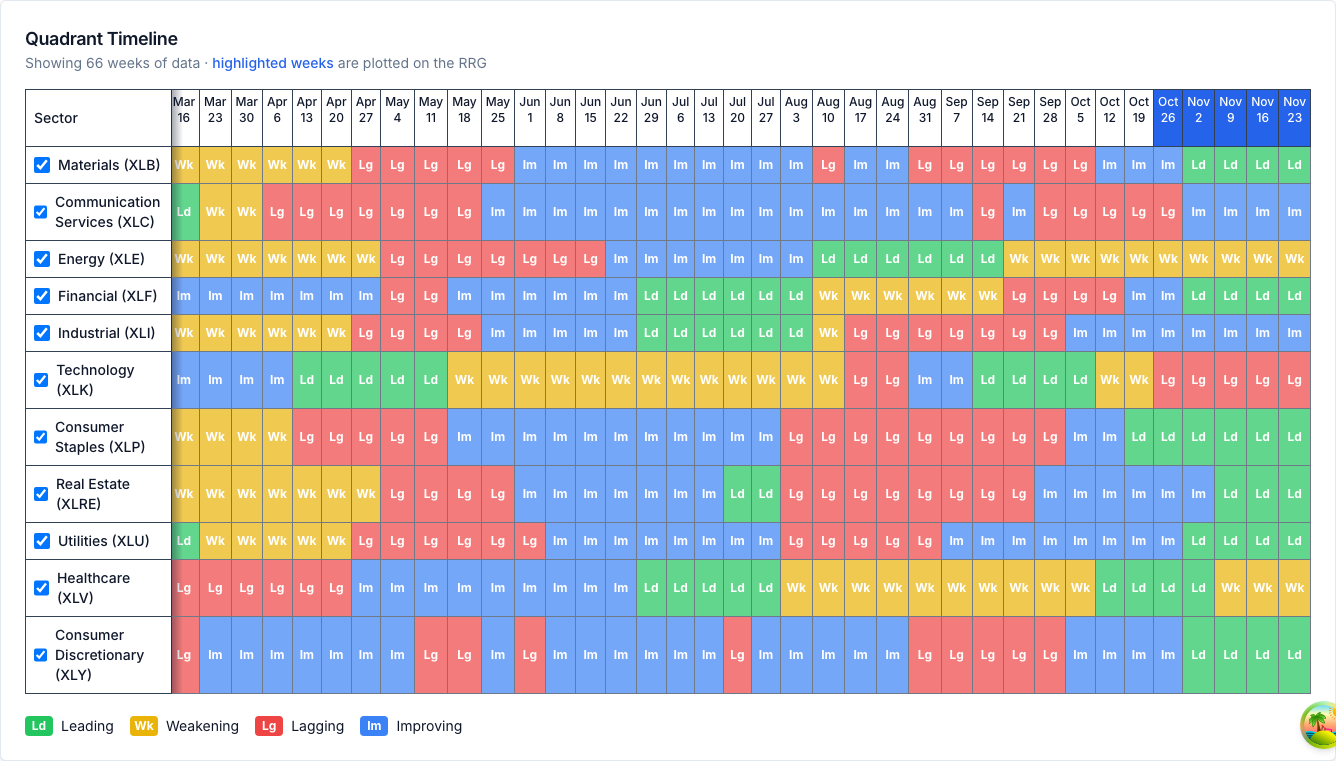 Quadrant Timeline
Showing 66 weeks of data · highlighted weeks are plotted on the RRG
Sector
Mar Mar Mar Apr Apr Apr Apr May May May May Jun Jun Jun Jun Jun Jul Jul Jul Jul Aug Aug Aug Aug Aug Sep Sep Sep Sep Oct Oct Oct Oct Nov Nov Nov Nov
16 23 30 6 13 20 27 4 11 18 25 1 8 15 22 29 6 13 20 27 3 10 17 24 31 7 14 21 28 5 12 19 26 2 9 16 23
Materials (XLB) Wk Wk Wk Wk Wk Wk Lg Lg Lg Lg Lg Im Im Im Im Im Im Im Im Im Im Lg Im Im Lg Lg Lg Lg Lg Lg Im Im Im Ld Ld Ld Ld
Communication
Services (XLC) Ld Wk Wk Lg Lg Lg Lg Lg Lg Lg Im Im Im Im Im Im Im Im Im Im Im Im Im Im Im Im Lg Im Lg Lg Lg Lg Lg Im Im Im Im
Energy (XLE) Wk Wk Wk Wk Wk Wk Wk Lg Lg Lg Lg Lg Lg Lg Im Im Im Im Im Im Im Ld Ld Ld Ld Ld Ld Wk Wk Wk Wk Wk Wk Wk Wk Wk Wk
Financial (XLF) Im Im Im Im Im Im Im Lg Lg Im Im Im Im Im Im Ld Ld Ld Ld Ld Ld Wk Wk Wk Wk Wk Wk Lg Lg Lg Lg Im Im Ld Ld Ld Ld
Industrial (XLI) Wk Wk Wk Wk Wk Wk Lg Lg Lg Lg Im Im Im Im Im Ld Ld Ld Ld Ld Ld Wk Lg Lg Lg Lg Lg Lg Lg Im Im Im Im Im Im Im Im
Technology
(XLK) Im Im Im Im Ld Ld Ld Ld Ld Wk Wk Wk Wk Wk Wk Wk Wk Wk Wk Wk Wk Wk Lg Lg Im Im Ld Ld Ld Ld Wk Wk Lg Lg Lg Lg Lg
Consumer
Staples (XLP) Wk Wk Wk Wk Lg Lg Lg Lg Lg Im Im Im Im Im Im Im Im Im Im Im Lg Lg Lg Lg Lg Lg Lg Lg Lg Im Im Ld Ld Ld Ld Ld Ld
Real Estate
(XLRE) Wk Wk Wk Wk Wk Wk Wk Lg Lg Lg Lg Im Im Im Im Im Im Im Ld Ld Lg Lg Lg Lg Lg Lg Lg Lg Im Im Im Im Im Im Ld Ld Ld
Utilities (XLU) Ld Wk Wk Wk Wk Wk Lg Lg Lg Lg Lg Lg Im Im Im Im Im Im Im Im Lg Lg Lg Lg Lg Im Im Im Im Im Im Im Im Ld Ld Ld Ld
Healthcare
(XLV) Lg Lg Lg Lg Lg Lg Im Im Im Im Im Im Im Im Im Ld Ld Ld Ld Ld Wk Wk Wk Wk Wk Wk Wk Wk Wk Wk Ld Ld Ld Ld Wk Wk Wk
Consumer
Discretionary
(XLY) Lg Im Im Im Im Im Im Im Lg Lg Im Lg Im Im Im Im Im Im Lg Im Im Im Im Im Lg Lg Lg Lg Lg Im Im Im Im Ld Ld Ld Ld
Ld Leading Wk Weakening Lg Lagging Im Improving